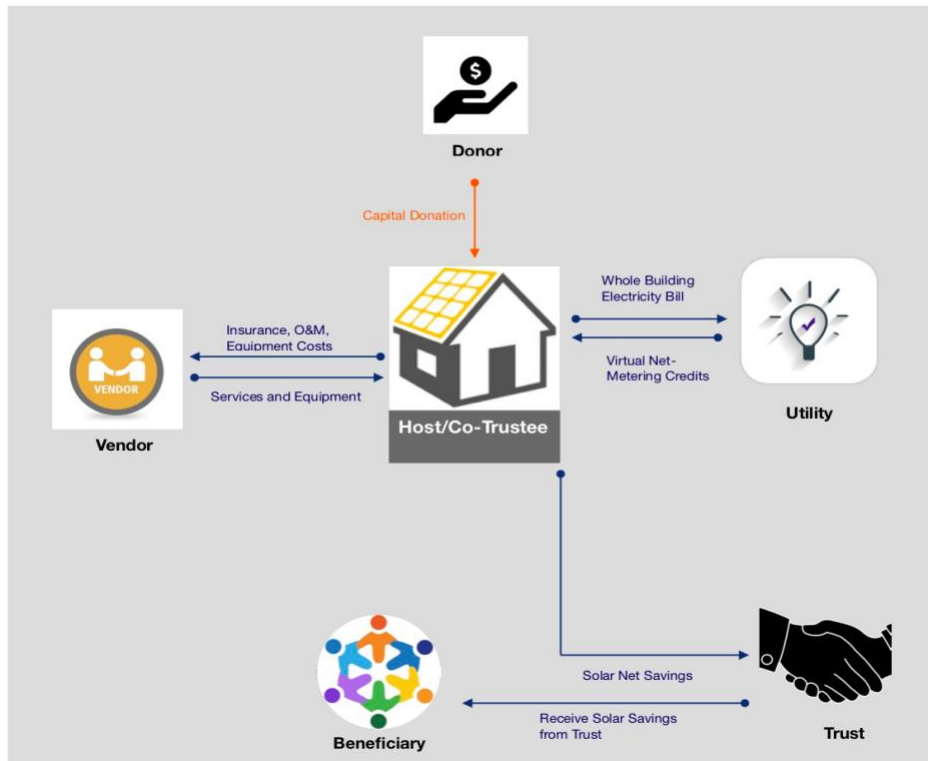 $
Donor
Capital Donation
Whole Building
Electricity Bill
Insurance, O&M,
Equipment Costs
Virtual Net-
Metering Credits
VENDOR
Services and Equipment
Utility
Host/Co-Trustee
Vendor
Solar Net Savings
Receive Solar Savings
from Trust
Trust
Beneficiary